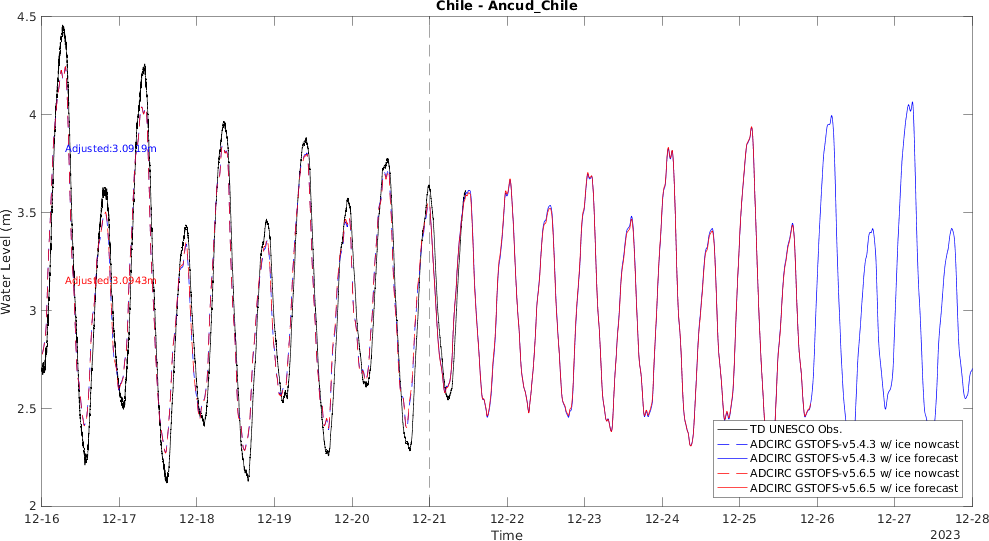 Chile - Ancud_Chile
4.5
4
3.5
3
2.5
2
Water Level (m)
Adjusted:3.0919m
Adjusted:3.0943m
TD UNESCO Obs.
ADCIRC GSTOFS-v5.4.3 w/ ice nowcast
ADCIRC GSTOFS-v5.4.3 w/ ice forecast
ADCIRC GSTOFS-v5.6.5 w/ ice nowcast
ADCIRC GSTOFS-v5.6.5 w/ ice forecast
12-16 12-17 12-18 12-19 12-20 12-21 12-22 12-23 12-24 12-25 12-26 12-27 12-28
Time
2023